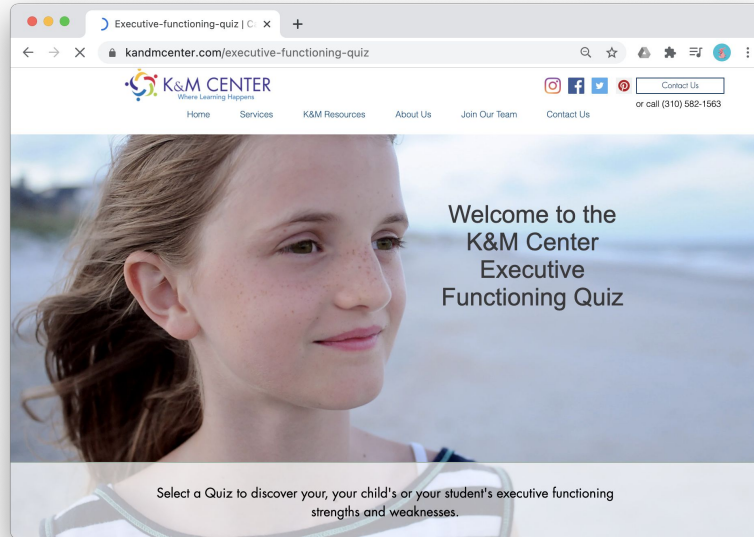 Executive-functioning-quiz | C
kandmcenter.com/executive-functioning-quiz
K&M CENTER
Where Learning Happens
Contact Us
or call (310) 582-1563
Home Services K&M Resources About Us Join Our Team Contact Us
Welcome to the
K&M Center
Executive
Functioning Quiz
Select a Quiz to discover your, your child's or your student's executive functioning
strengths and weaknesses.